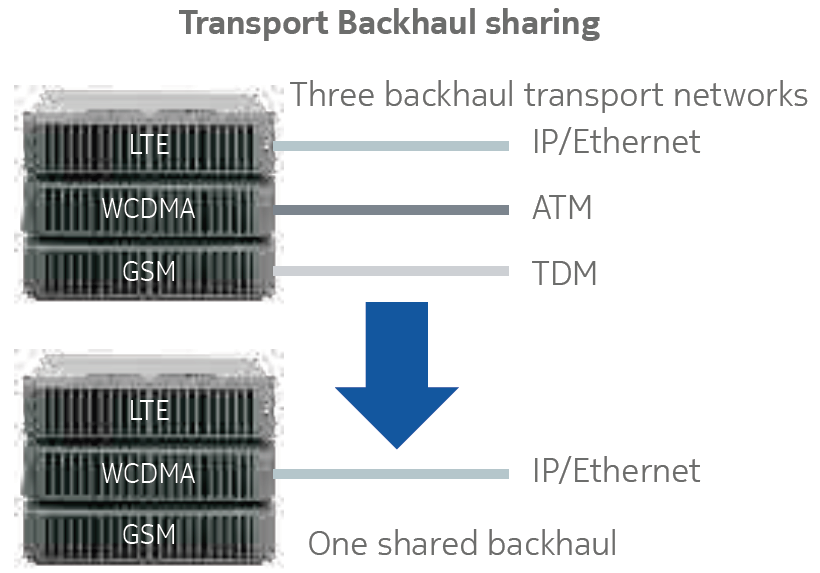 Transport Backhaul sharing
Three backhaul transport networks
LTE
IP/Ethernet
WCDMA
ATM
GSM
TDM
LTE
WCDMA
IP/Ethernet
GSM
One shared backhaul